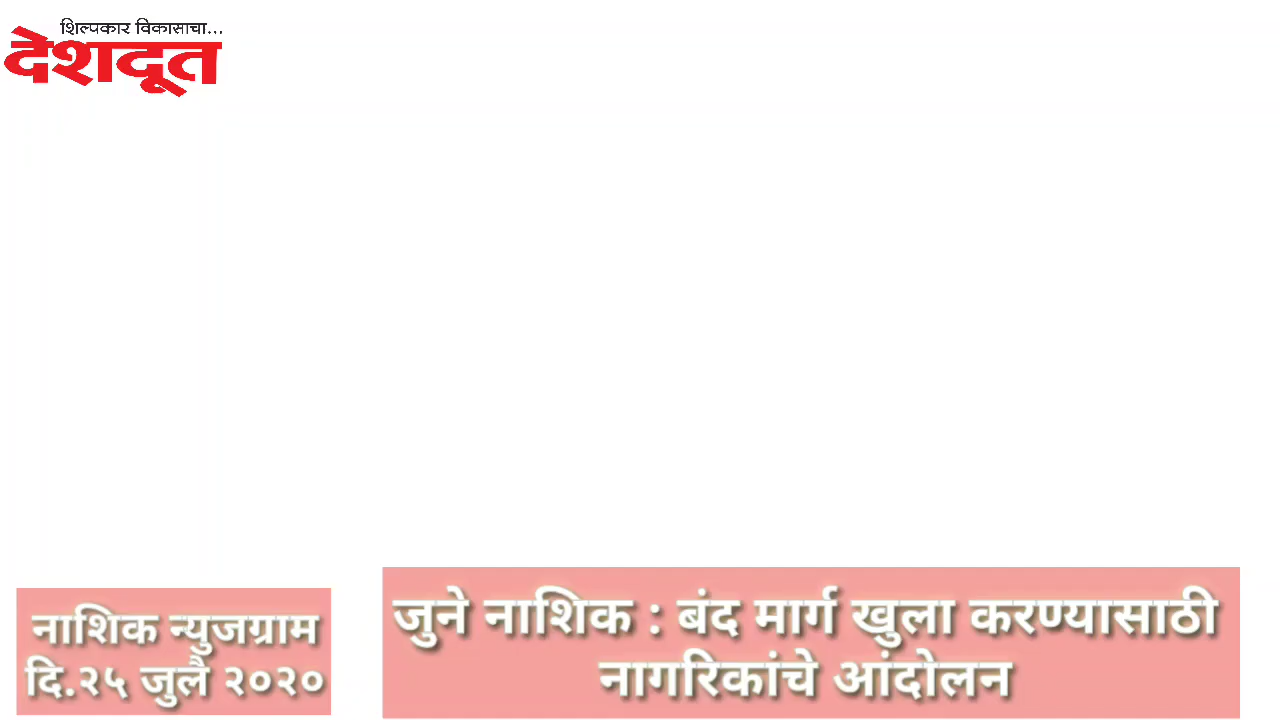 शिल्पकार विकासाचा...
देशदूत
नाशिक न्युजग्राम
दि.२५ जुलै २०२०
जुने नाशिक : बंद मार्ग खुला करण्यासाठी
नागरिकांचे आंदोलन